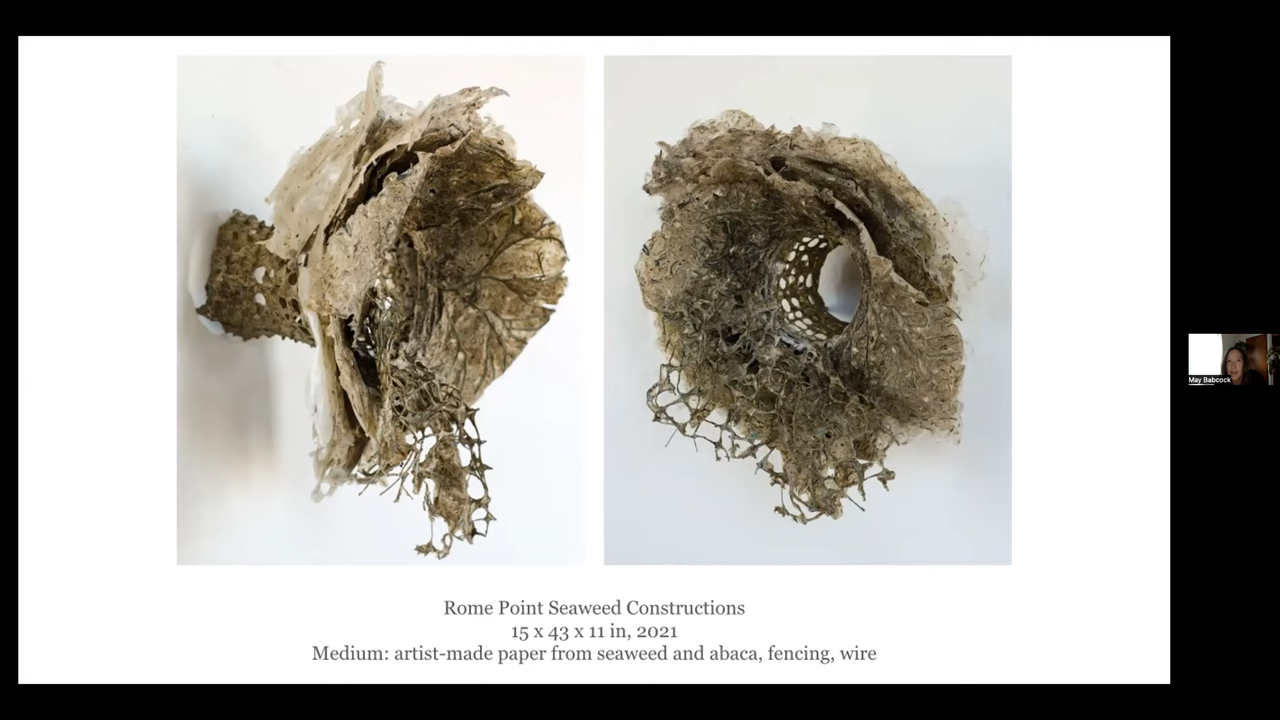 May Babcock
Rome Point Seaweed Constructions
15 x 43 x 11 in, 2021
Medium: artist-made paper from seaweed and abaca, fencing, wire